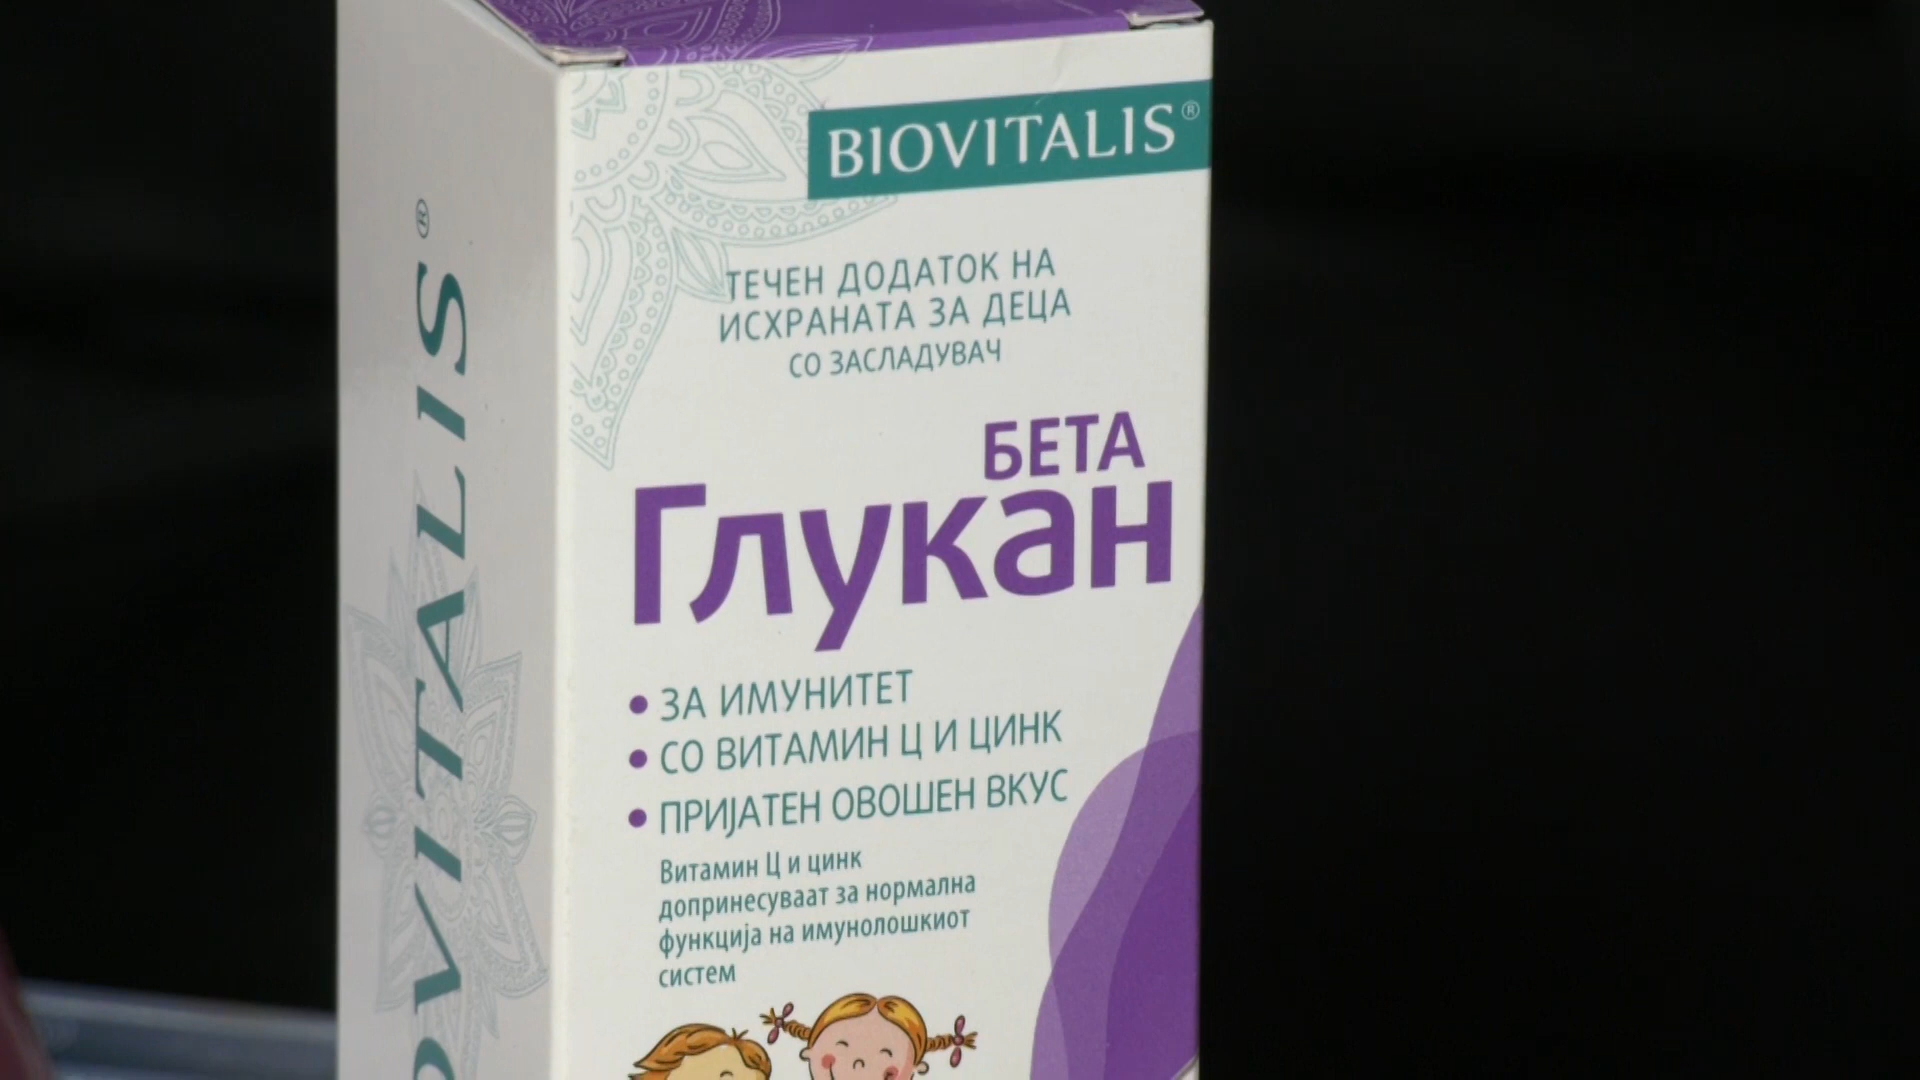 BIOVITALIS®
ТЕЧЕН ДОДАТОК НА
ИСХРАНАТА ЗА ДЕЦА
СО ЗАСЛАДУВАЧ
БЕТА
Глукан
• ЗА ИМУНИТЕТ
• СО ВИТАМИН Ц И ЦИНК
• ПРИЈАТЕН ОВОШЕН ВКУС
Витамин Ц и цинк
допринесуваат за нормална
функција на имунолошкиот
систем
OVITALIS®